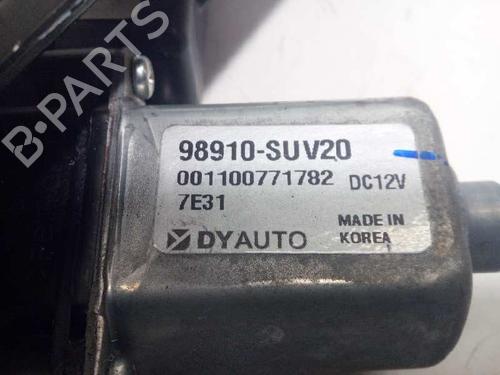 B-PARTS
98910-SUV20
001100771782 DC12V
7E31
MADE IN
DYAUTO KOREA